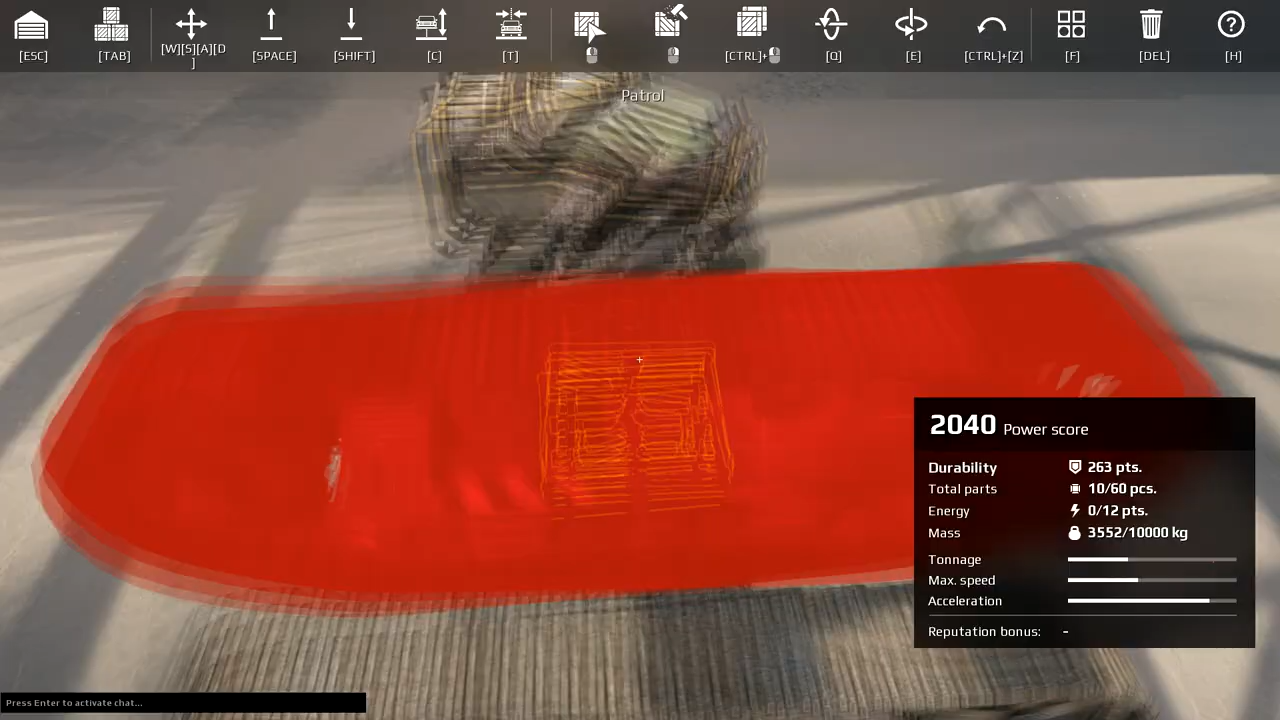 [ESC] [TAB] [W][S][A][D] [SPACE] [SHIFT] [C] [T] [CTRL]+ [Q] [E] [CTRL]+[Z] [F] [DEL] [H]
Patrol
2040 Power score
Durability 263 pts.
Total parts 10/60 pcs.
Energy 0/12 pts.
Mass 3552/10000 kg
Tonnage
Max. speed
Acceleration
Reputation bonus: -
Press Enter to activate chat...